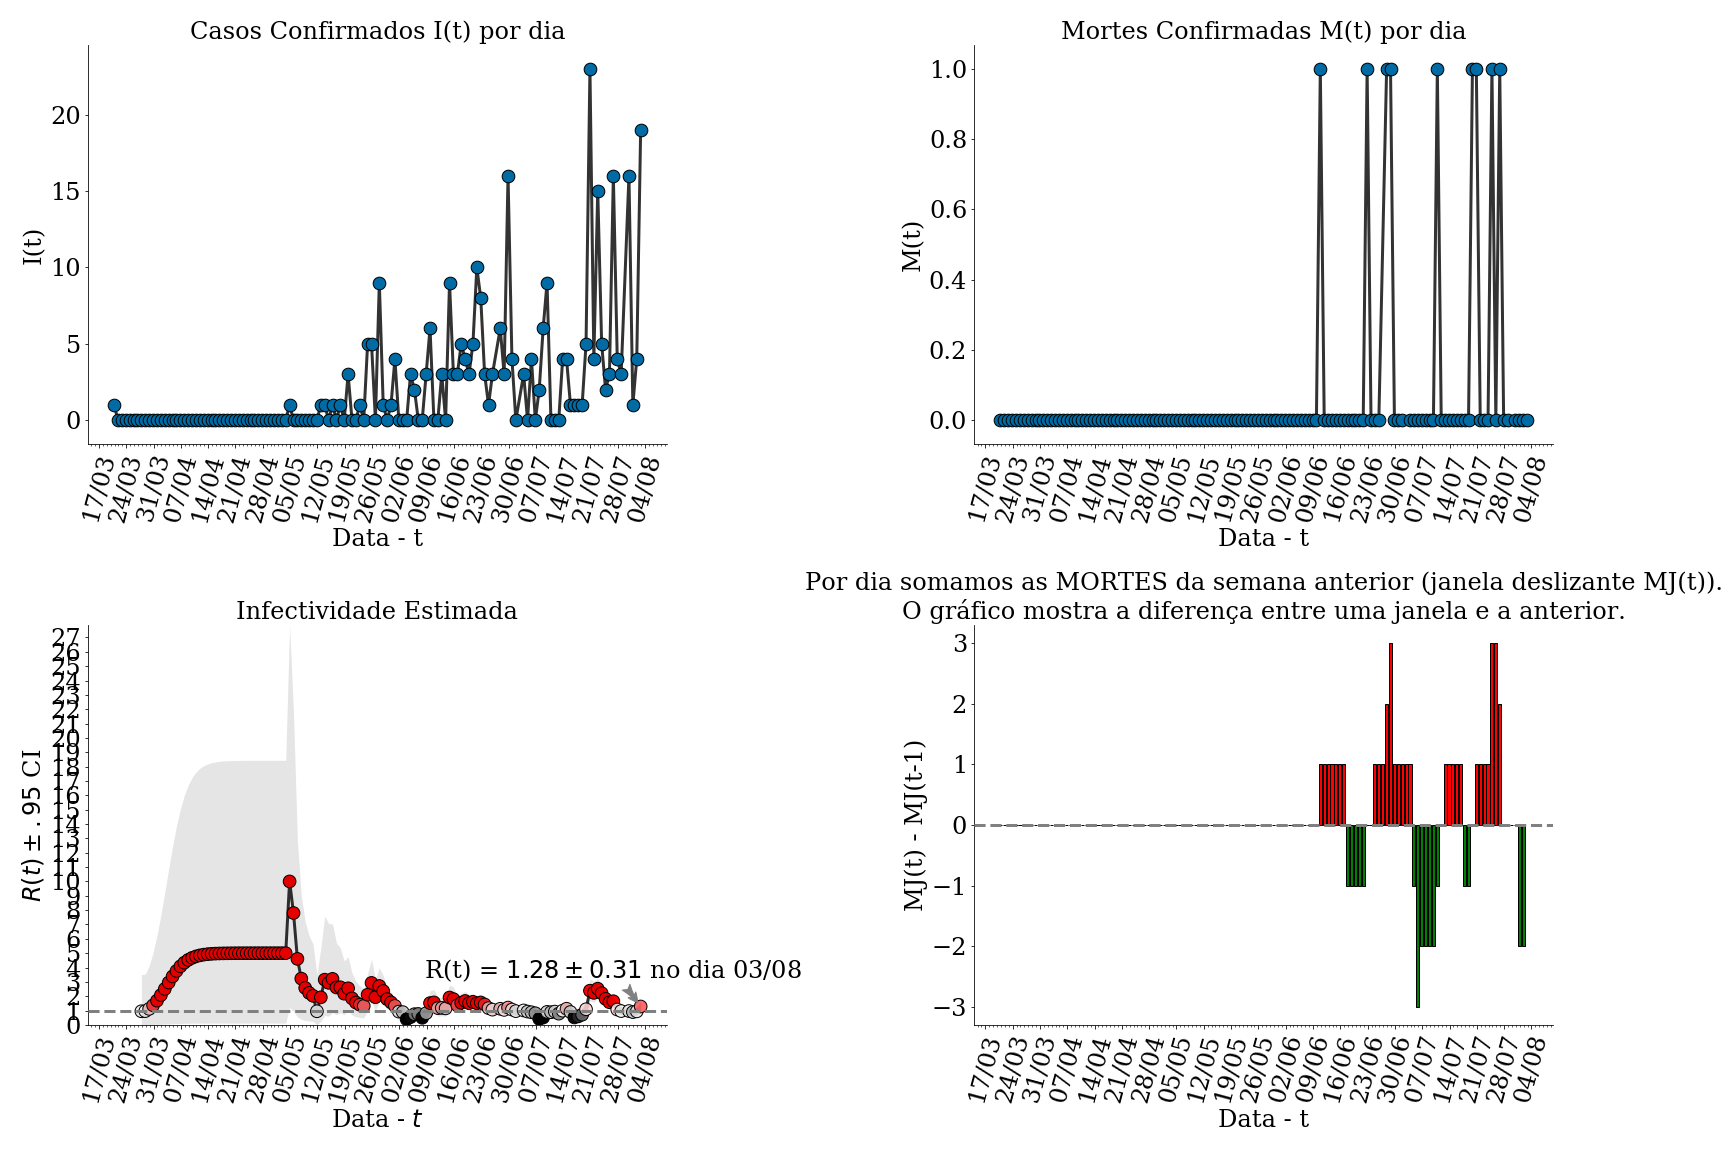 Casos Confirmados I(t) por dia
I(t)
20
15
10
5
0
17/03 24/03 31/03 07/04 14/04 21/04 28/04 05/05 12/05 19/05 26/05 02/06 09/06 16/06 23/06 30/06 07/07 14/07 21/07 28/07 04/08
Data - t
Mortes Confirmadas M(t) por dia
M(t)
1.0
0.8
0.6
0.4
0.2
0.0
17/03 24/03 31/03 07/04 14/04 21/04 28/04 05/05 12/05 19/05 26/05 02/06 09/06 16/06 23/06 30/06 07/07 14/07 21/07 28/07 04/08
Data - t
Infectividade Estimada
R(t) ± .95 CI
27
26
25
24
23
22
21
20
19
18
17
16
15
14
13
12
11
10
9
8
7
6
5
4
3
2
1
0
R(t) = 1.28 ± 0.31 no dia 03/08
17/03 24/03 31/03 07/04 14/04 21/04 28/04 05/05 12/05 19/05 26/05 02/06 09/06 16/06 23/06 30/06 07/07 14/07 21/07 28/07 04/08
Data - t
Por dia somamos as MORTES da semana anterior (janela deslizante MJ(t)).
O gráfico mostra a diferença entre uma janela e a anterior.
MJ(t) - MJ(t-1)
3
2
1
0
−1
−2
−3
17/03 24/03 31/03 07/04 14/04 21/04 28/04 05/05 12/05 19/05 26/05 02/06 09/06 16/06 23/06 30/06 07/07 14/07 21/07 28/07 04/08
Data - t